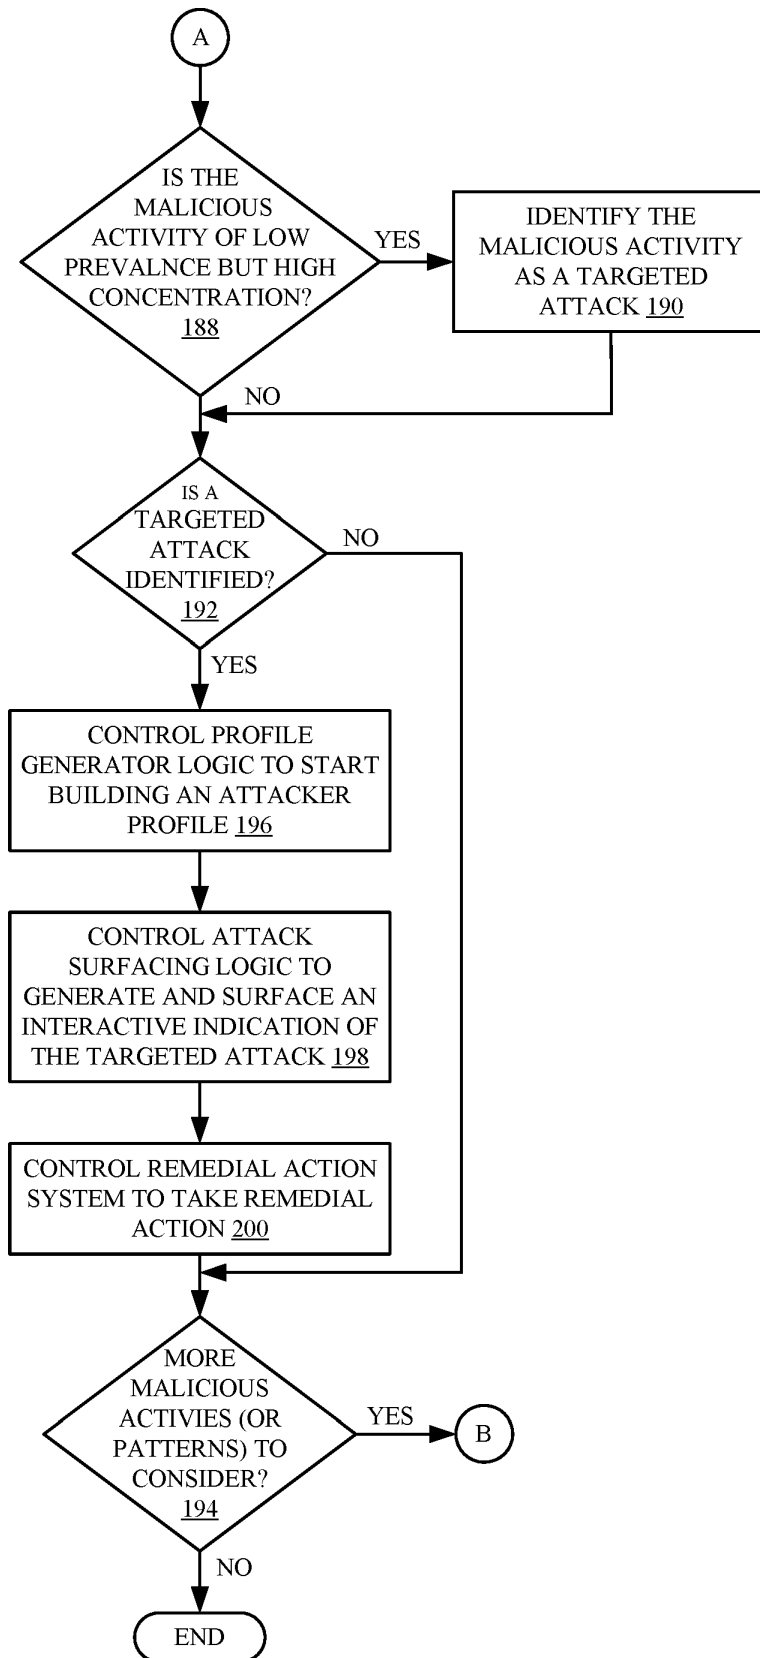 A
IS THE
MALICIOUS
ACTIVITY OF LOW
PREVALNCE BUT HIGH
CONCENTRATION?
188
YES
IDENTIFY THE
MALICIOUS ACTIVITY
AS A TARGETED
ATTACK 190
NO
IS A
TARGETED
ATTACK
IDENTIFIED?
192
NO
YES
CONTROL PROFILE
GENERATOR LOGIC TO START
BUILDING AN ATTACKER
PROFILE 196
CONTROL ATTACK
SURFACING LOGIC TO
GENERATE AND SURFACE AN
INTERACTIVE INDICATION OF
THE TARGETED ATTACK 198
CONTROL REMEDIAL ACTION
SYSTEM TO TAKE REMEDIAL
ACTION 200
MORE
MALICIOUS
ACTIVIES (OR
PATTERNS) TO
CONSIDER?
194
YES
B
NO
END